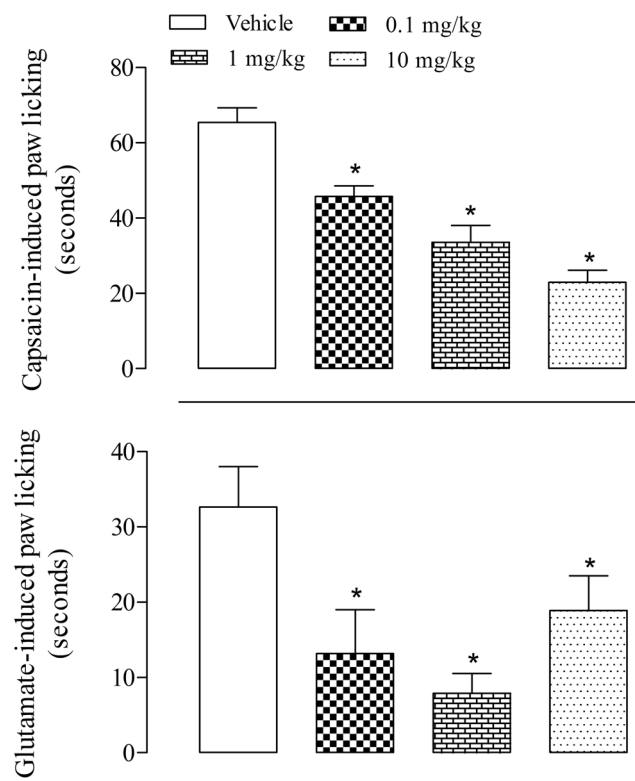 Vehicle
0.1 mg/kg
1 mg/kg
10 mg/kg
Capsaicin-induced paw licking
(seconds)
80
60
40
20
0
*
*
*
Glutamate-induced paw licking
(seconds)
40
30
20
10
0
*
*
*